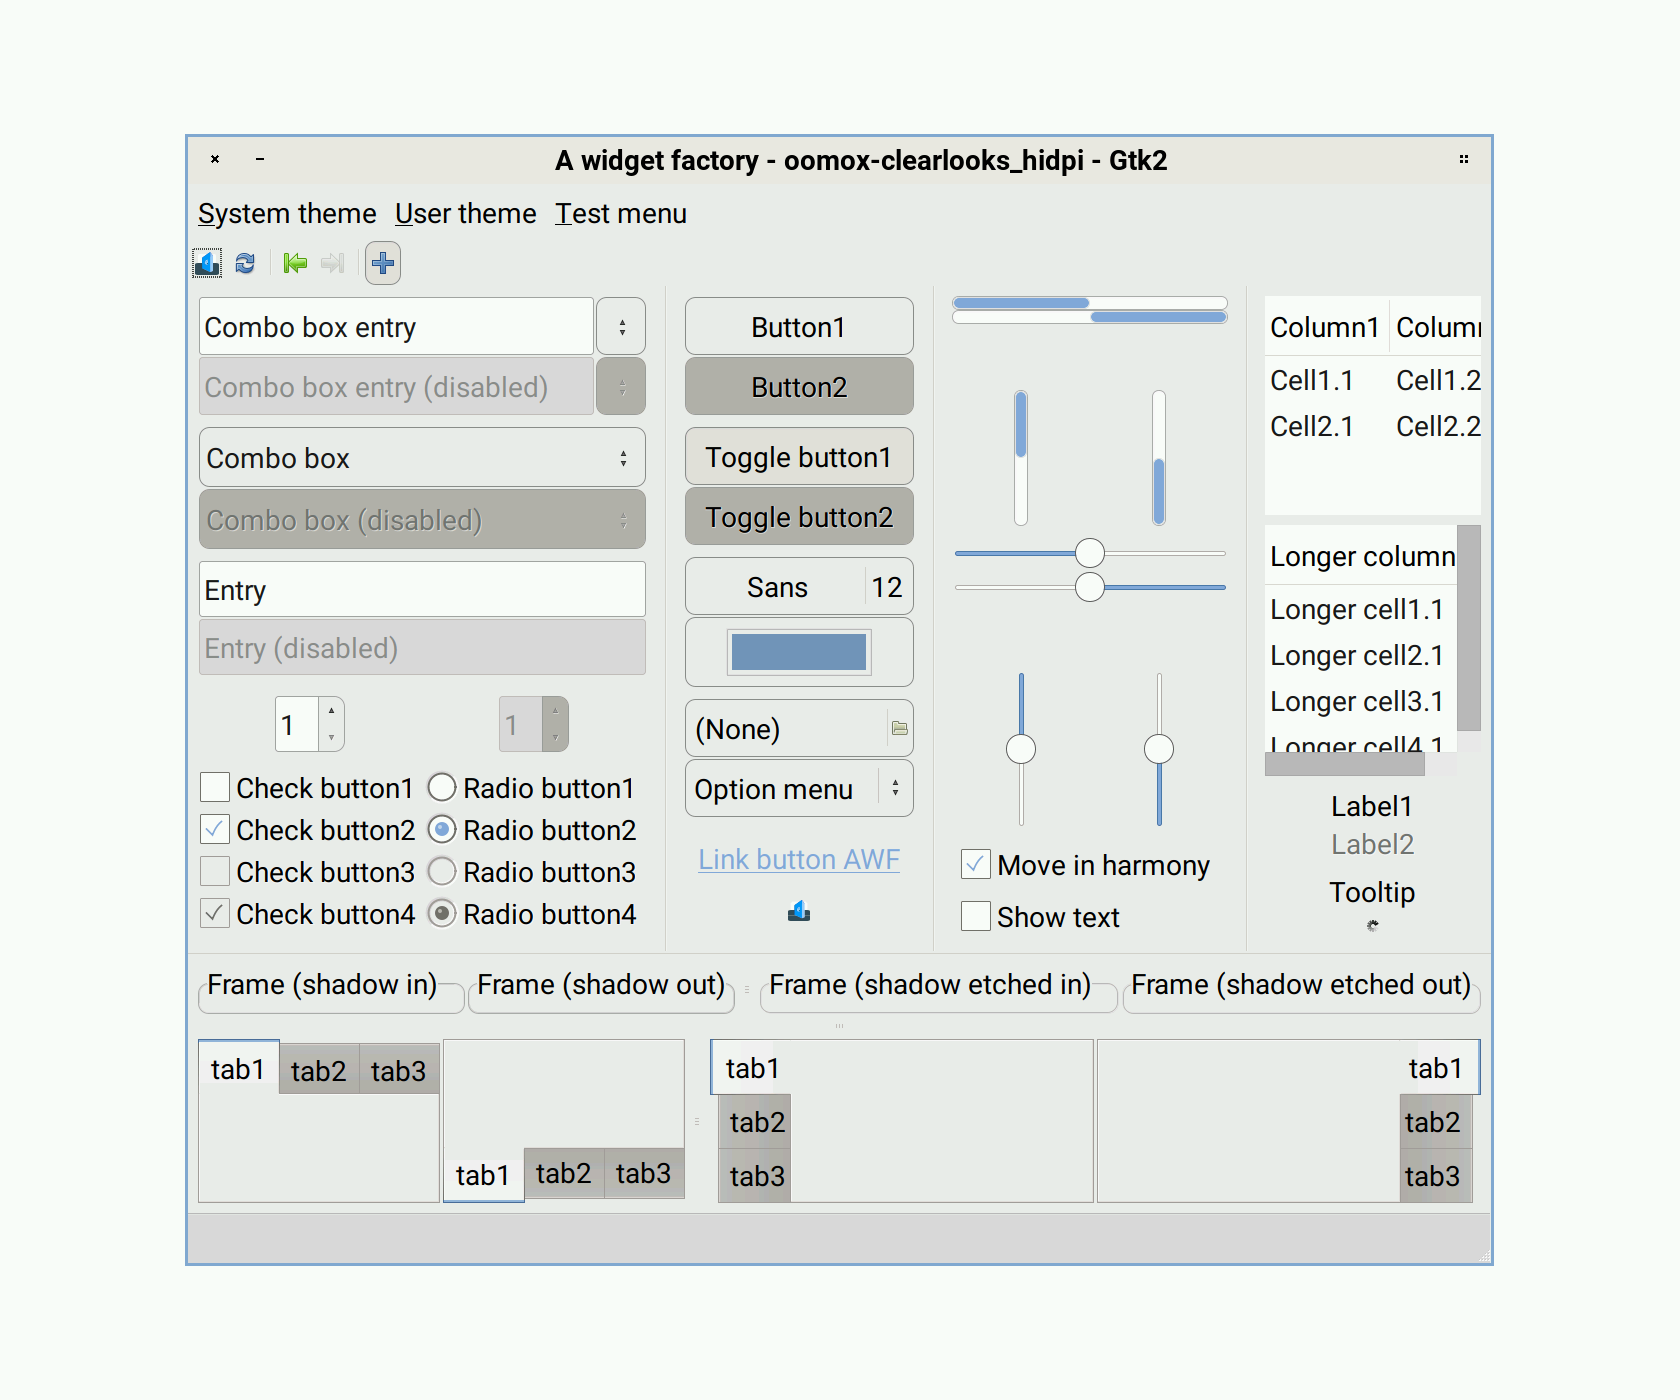 A widget factory - oomox-clearlooks_hidpi - Gtk2
System theme User theme Test menu
Combo box entry
Combo box entry (disabled)
Combo box
Combo box (disabled)
Entry
Entry (disabled)
1 1
Check button1 Radio button1
Check button2 Radio button2
Check button3 Radio button3
Check button4 Radio button4
Button1
Button2
Toggle button1
Toggle button2
Sans 12
(None)
Option menu
Link button AWF
Move in harmony
Show text
Column1 Colum
Cell1.1 Cell1.2
Cell2.1 Cell2.2
Longer column
Longer cell1.1
Longer cell2.1
Longer cell3.1
Longer cell4.1
Label1
Label2
Tooltip
Frame (shadow in) Frame (shadow out) Frame (shadow etched in) Frame (shadow etched out)
tab1 tab2 tab3
tab1 tab2 tab3
tab1
tab2
tab3
tab1
tab2
tab3